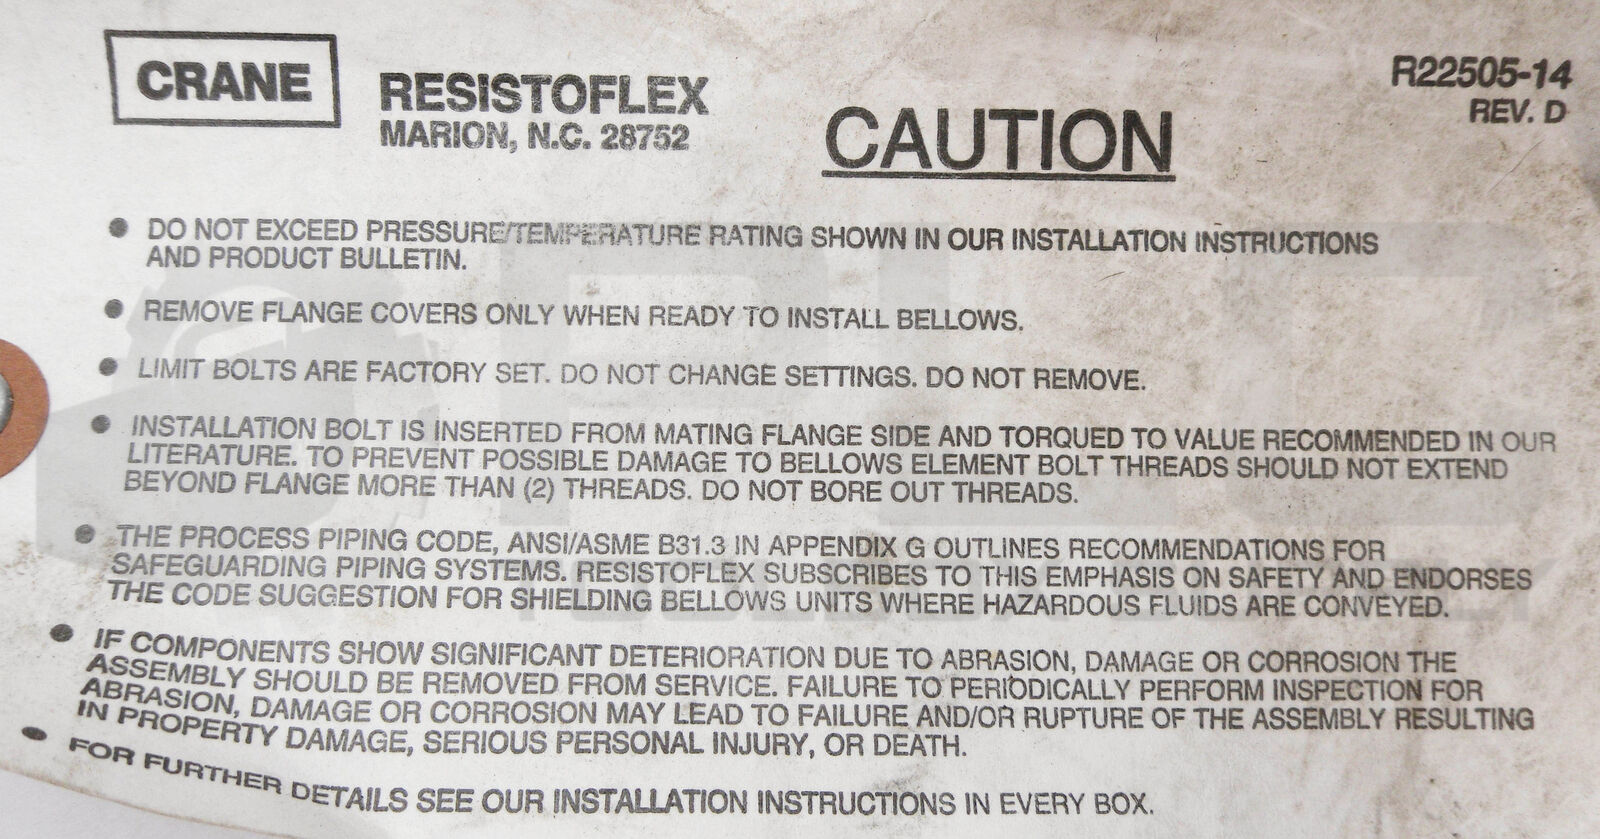 CRANE
RESISTOFLEX
MARION, N.C. 28752
CAUTION
R22505-14
REV. D
• DO NOT EXCEED PRESSURE/TEMPERATURE RATING SHOWN IN OUR INSTALLATION INSTRUCTIONS
AND PRODUCT BULLETIN.
• REMOVE FLANGE COVERS ONLY WHEN READY TO INSTALL BELLOWS.
• LIMIT BOLTS ARE FACTORY SET. DO NOT CHANGE SETTINGS. DO NOT REMOVE.
• INSTALLATION BOLT IS INSERTED FROM MATING FLANGE SIDE AND TORQUED TO VALUE RECOMMENDED IN OUR
LITERATURE. TO PREVENT POSSIBLE DAMAGE TO BELLOWS ELEMENT BOLT THREADS SHOULD NOT EXTEND
BEYOND FLANGE MORE THAN (2) THREADS. DO NOT BORE OUT THREADS.
• THE PROCESS PIPING CODE, ANSI/ASME B31.3 IN APPENDIX G OUTLINES RECOMMENDATIONS FOR
SAFEGUARDING PIPING SYSTEMS. RESISTOFLEX SUBSCRIBES TO THIS EMPHASIS ON SAFETY AND ENDORSES
THE CODE SUGGESTION FOR SHIELDING BELLOWS UNITS WHERE HAZARDOUS FLUIDS ARE CONVEYED.
• IF COMPONENTS SHOW SIGNIFICANT DETERIORATION DUE TO ABRASION, DAMAGE OR CORROSION THE
ASSEMBLY SHOULD BE REMOVED FROM SERVICE. FAILURE TO PERIODICALLY PERFORM INSPECTION FOR
ABRASION, DAMAGE OR CORROSION MAY LEAD TO FAILURE AND/OR RUPTURE OF THE ASSEMBLY RESULTING
IN PROPERTY DAMAGE, SERIOUS PERSONAL INJURY, OR DEATH.
• FOR FURTHER DETAILS SEE OUR INSTALLATION INSTRUCTIONS IN EVERY BOX.
PLC